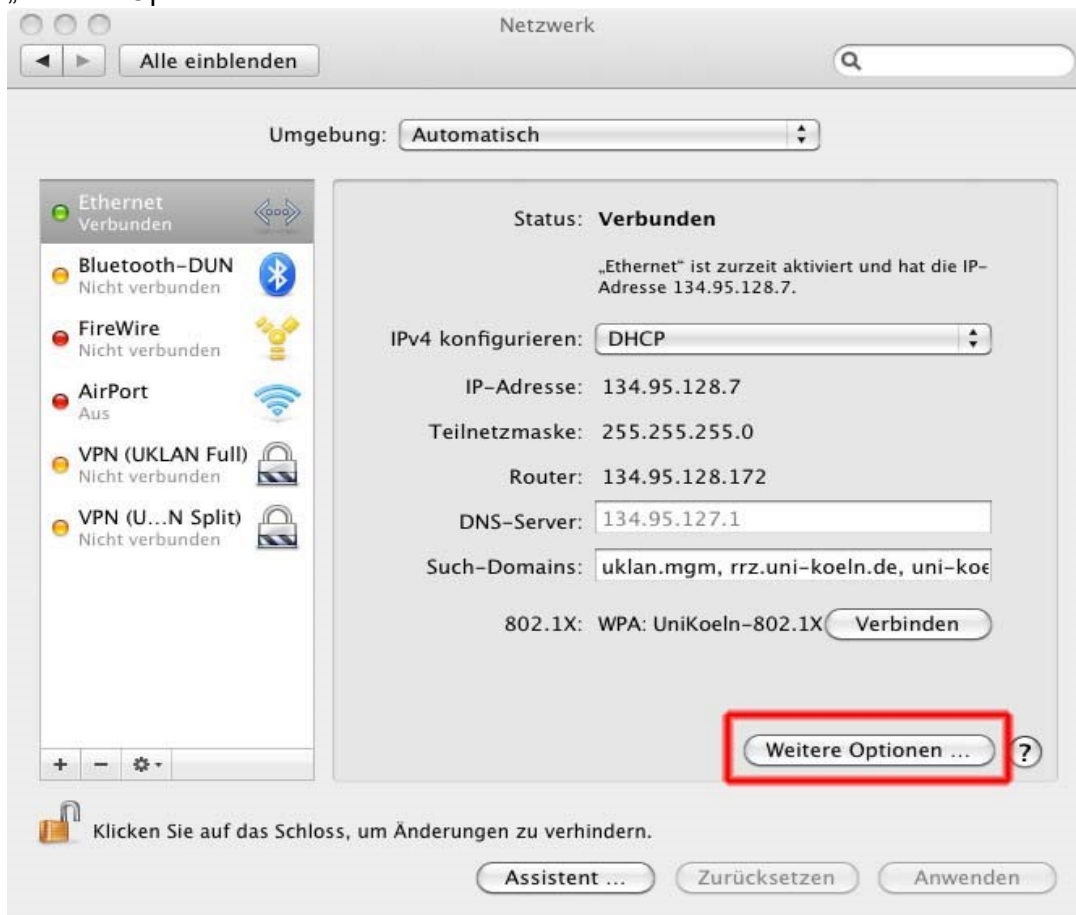 Netzwerk
Alle einblenden
Umgebung: Automatisch
Ethernet
Verbunden
Bluetooth-DUN
Nicht verbunden
FireWire
Nicht verbunden
AirPort
Aus
VPN (UKLAN Full)
Nicht verbunden
VPN (U...N Split)
Nicht verbunden
Status: Verbunden
„Ethernet“ ist zurzeit aktiviert und hat die IP-
Adresse 134.95.128.7.
IPv4 konfigurieren: DHCP
IP-Adresse: 134.95.128.7
Teilnetzmaske: 255.255.255.0
Router: 134.95.128.172
DNS-Server: 134.95.127.1
Such-Domains: uklan.mgm, rrz.uni-koeln.de, uni-koe
802.1X: WPA: UniKoeln-802.1X Verbinden
Weitere Optionen ... ?
+ -
Klicken Sie auf das Schloss, um Änderungen zu verhindern.
Assistent ... Zurücksetzen Anwenden